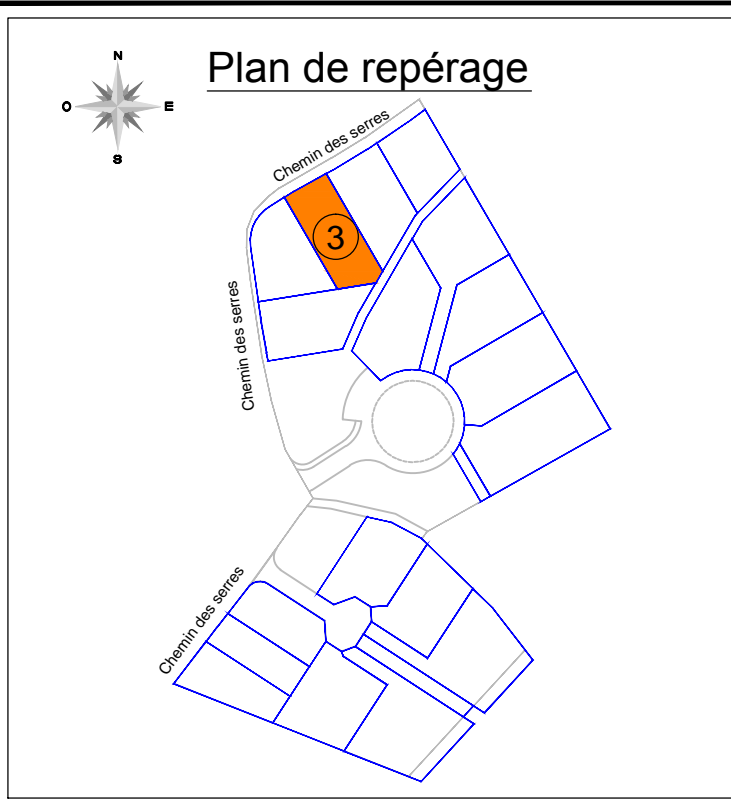 N
Plan de repérage
O
E
S
Chemin des serres
3
Chemin des serres
Chemin des serres